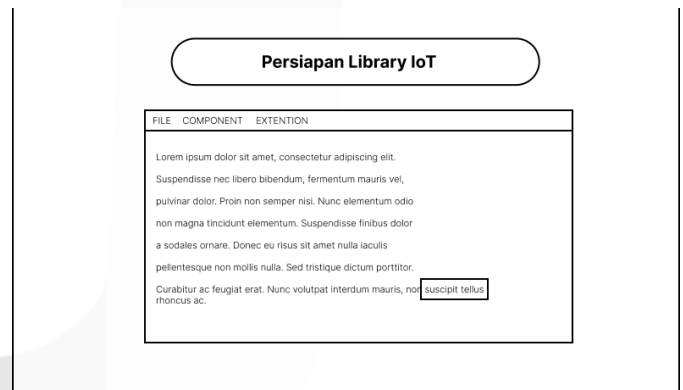 Persiapan Library IoT
FILE COMPONENT EXTENTION
Lorem ipsum dolor sit amet, consectetur adipiscing elit.
Suspendisse nec libero bibendum, fermentum mauris vel,
pulvinar dolor. Proin non semper nisi. Nunc elementum odio
non magna tincidunt elementum. Suspendisse finibus dolor
a sodales ornare. Donec eu risus sit amet nulla iaculis
pellentesque non mollis nulla. Sed tristique dictum porttitor.
Curabitur ac feugiat erat. Nunc volutpat interdum mauris, non suscipit tellus
rhoncus ac.